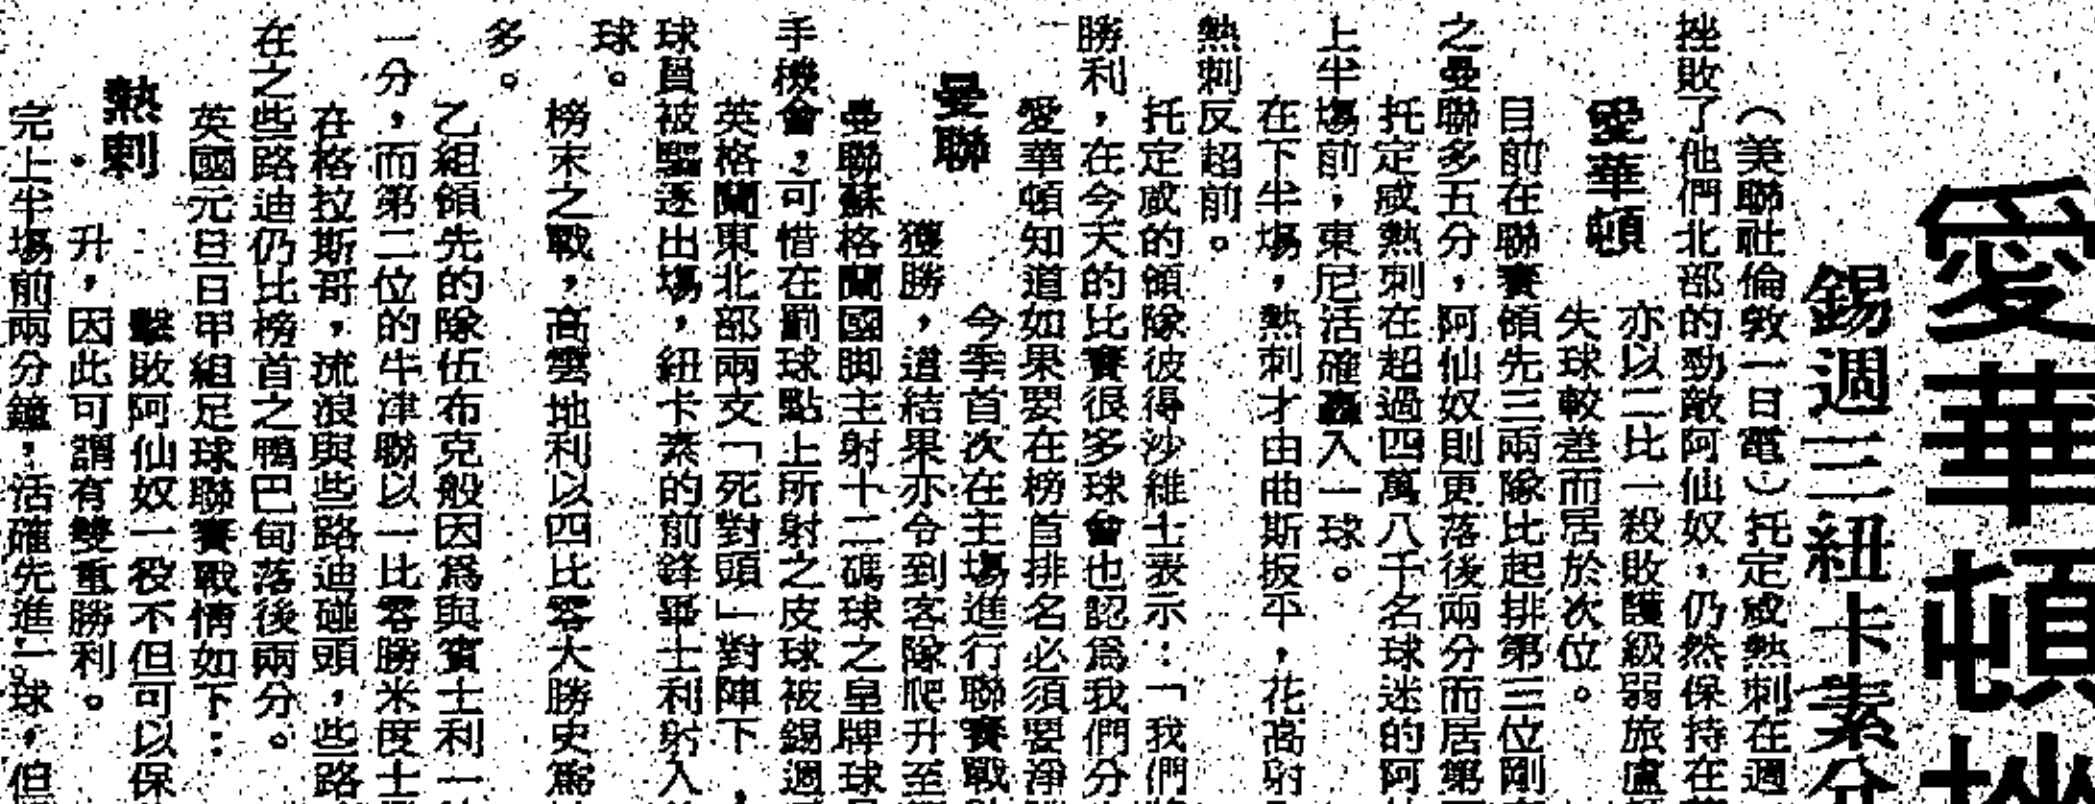 愛華頓挫
錫週三紐卡素分
（美聯社倫敦一日電）托定咸熱刺在週
挫敗了他們北部的勁敵阿仙奴，仍然保持在
亦以二比一殺敗護級弱旅盧
愛華頓
失球較差而居於次位。
目前在聯賽領先三兩隊比起排第三位剛
之曼聯多五分，阿仙奴則更落後兩分而居第
托定咸熱刺在超過四萬八千名球迷的阿
上半場前，東尼活確轟入一球。
在下半場，熱刺才由曲斯扳平，花高射
熱刺反超前。
托定咸的領隊彼得沙維士表示：「我們
勝利，在今天的比賽很多球會也認為我們分
愛華頓知道如果要在榜首排名必須要淨
今季首次在主場進行聯賽戰
曼聯
獲勝，道結果亦令到客隊爬升至
曼聯蘇格蘭國脚主射十二碼球之皇牌球
手機會，可惜在罰球點上所射之皮球被錫週
英格蘭東北部兩支「死對頭」對陣下，
球員被驅逐出場，紐卡素的前鋒畢士利射入
球。
榜末之戰，高雲地利以四比零大勝史篤
多。
乙組領先的隊伍布克般因為與賓士利一
一分，而第二位的牛津聯以一比零勝米度士
在格拉斯哥，流浪與些路迪碰頭，些路
在之些路迪仍比榜首之鴨巴甸落後兩分。
英國元旦日甲組足球聯賽戰情如下：
擊敗阿仙奴一役不但可以保
熱刺
升，因此可謂有雙重勝利。
完上半場前兩分鐘，活確先進一球，但